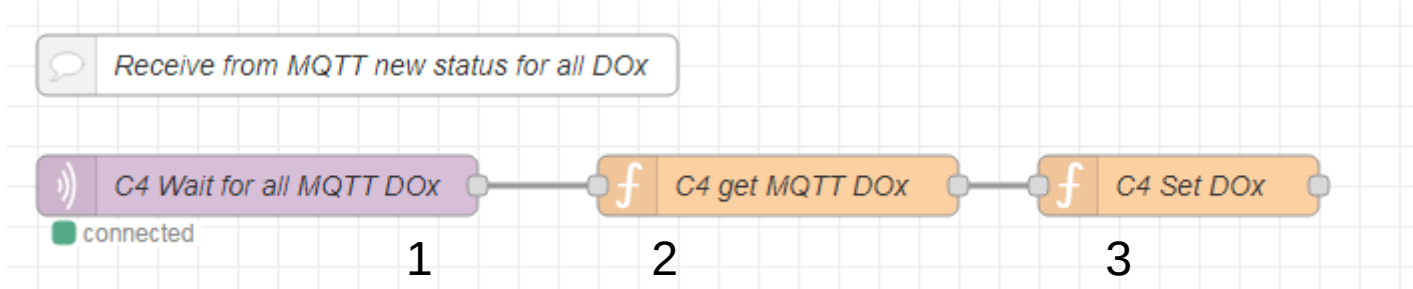 Receive from MQTT new status for all DOx
C4 Wait for all MQTT DOx
C4 get MQTT DOx
C4 Set DOx
connected
1
2
3